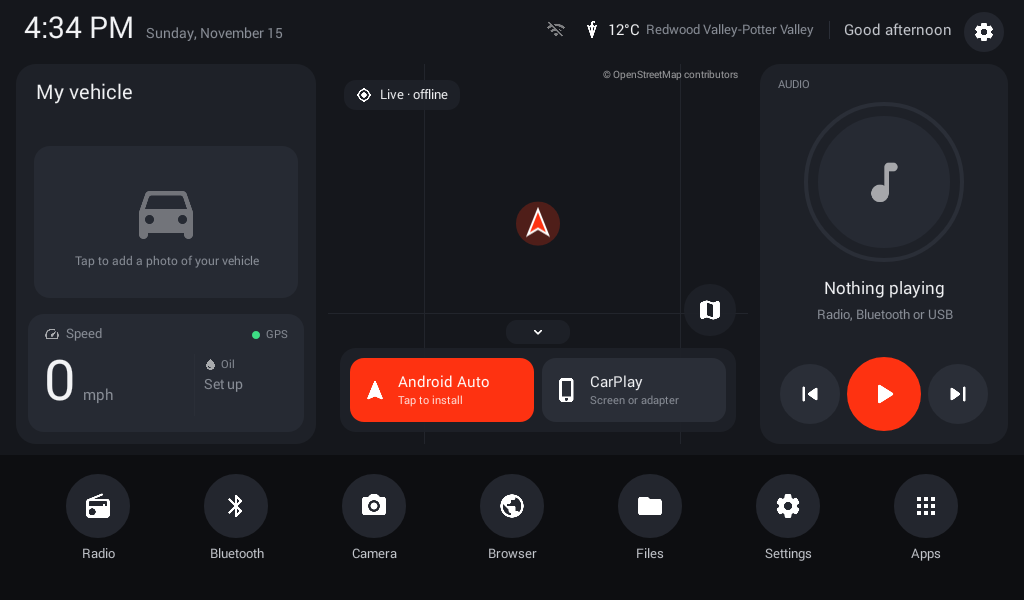 4:34 PM
Sunday, November 15
12°C
Redwood Valley-Potter Valley
Good afternoon
My vehicle
Tap to add a photo of your vehicle
Speed
GPS
0 mph
Oil
Set up
Live · offline
© OpenStreetMap contributors
Android Auto
Tap to install
CarPlay
Screen or adapter
AUDIO
Nothing playing
Radio, Bluetooth or USB
Radio
Bluetooth
Camera
Browser
Files
Settings
Apps